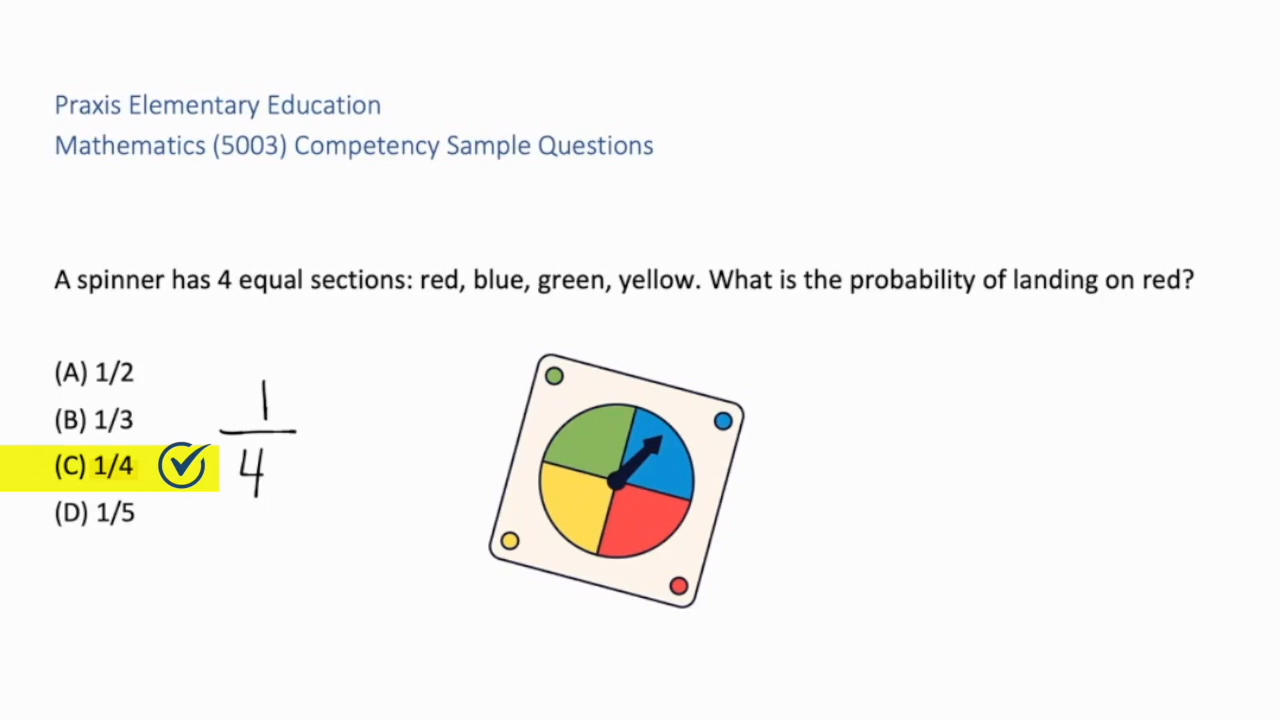 Praxis Elementary Education
Mathematics (5003) Competency Sample Questions
A spinner has 4 equal sections: red, blue, green, yellow. What is the probability of landing on red?
(A) 1/2
(B) 1/3
(C) 1/4
(D) 1/5
1
4